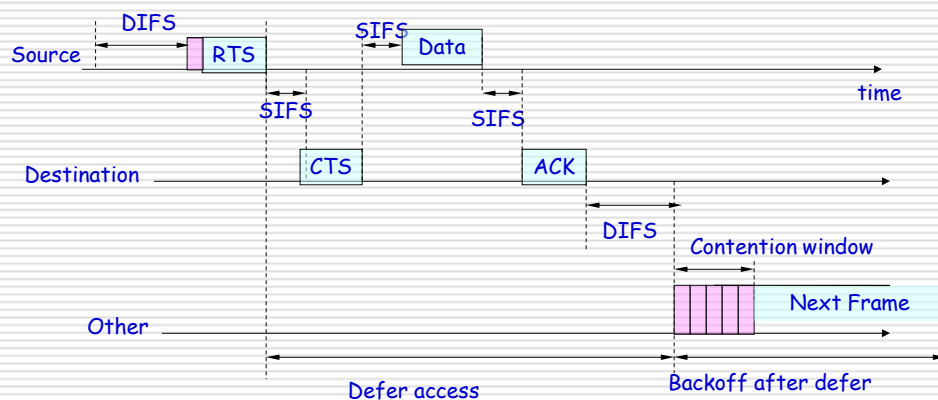 DIFS
SIFS
Source
RTS
Data
time
SIFS
SIFS
Destination
CTS
ACK
DIFS
Contention window
Next Frame
Other
Defer access
Backoff after defer